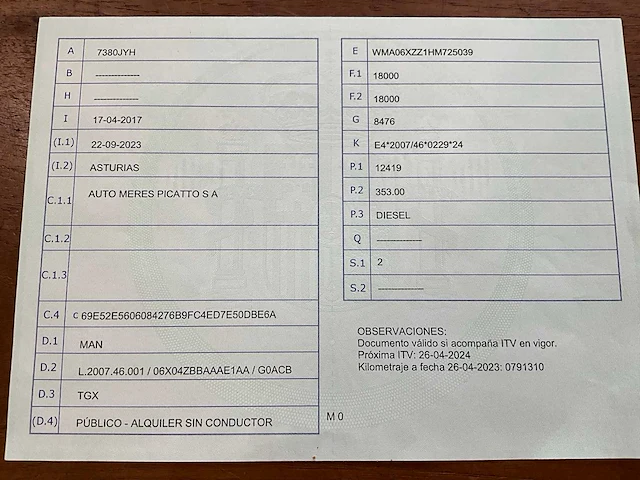 A 7380JYH
B --------------
H --------------
I 17-04-2017
(I.1) 22-09-2023
(I.2) ASTURIAS
C.1.1 AUTO MERES PICATTO S A
C.1.2
C.1.3
C.4 C 69E52E5606084276B9FC4ED7E50DBE6A
D.1 MAN
D.2 L.2007.46.001 / 06X04ZBBAAAE1AA / G0ACB
D.3 TGX
(D.4) PÚBLICO - ALQUILER SIN CONDUCTOR
E WMA06XZZ1HM725039
F.1 18000
F.2 18000
G 8476
K E4*2007/46*0229*24
P.1 12419
P.2 353.00
P.3 DIESEL
Q --------------
S.1 2
S.2 --------------
OBSERVACIONES:
Documento válido si acompaña ITV en vigor.
Próxima ITV: 26-04-2024
Kilometraje a fecha 26-04-2023: 0791310
M 0